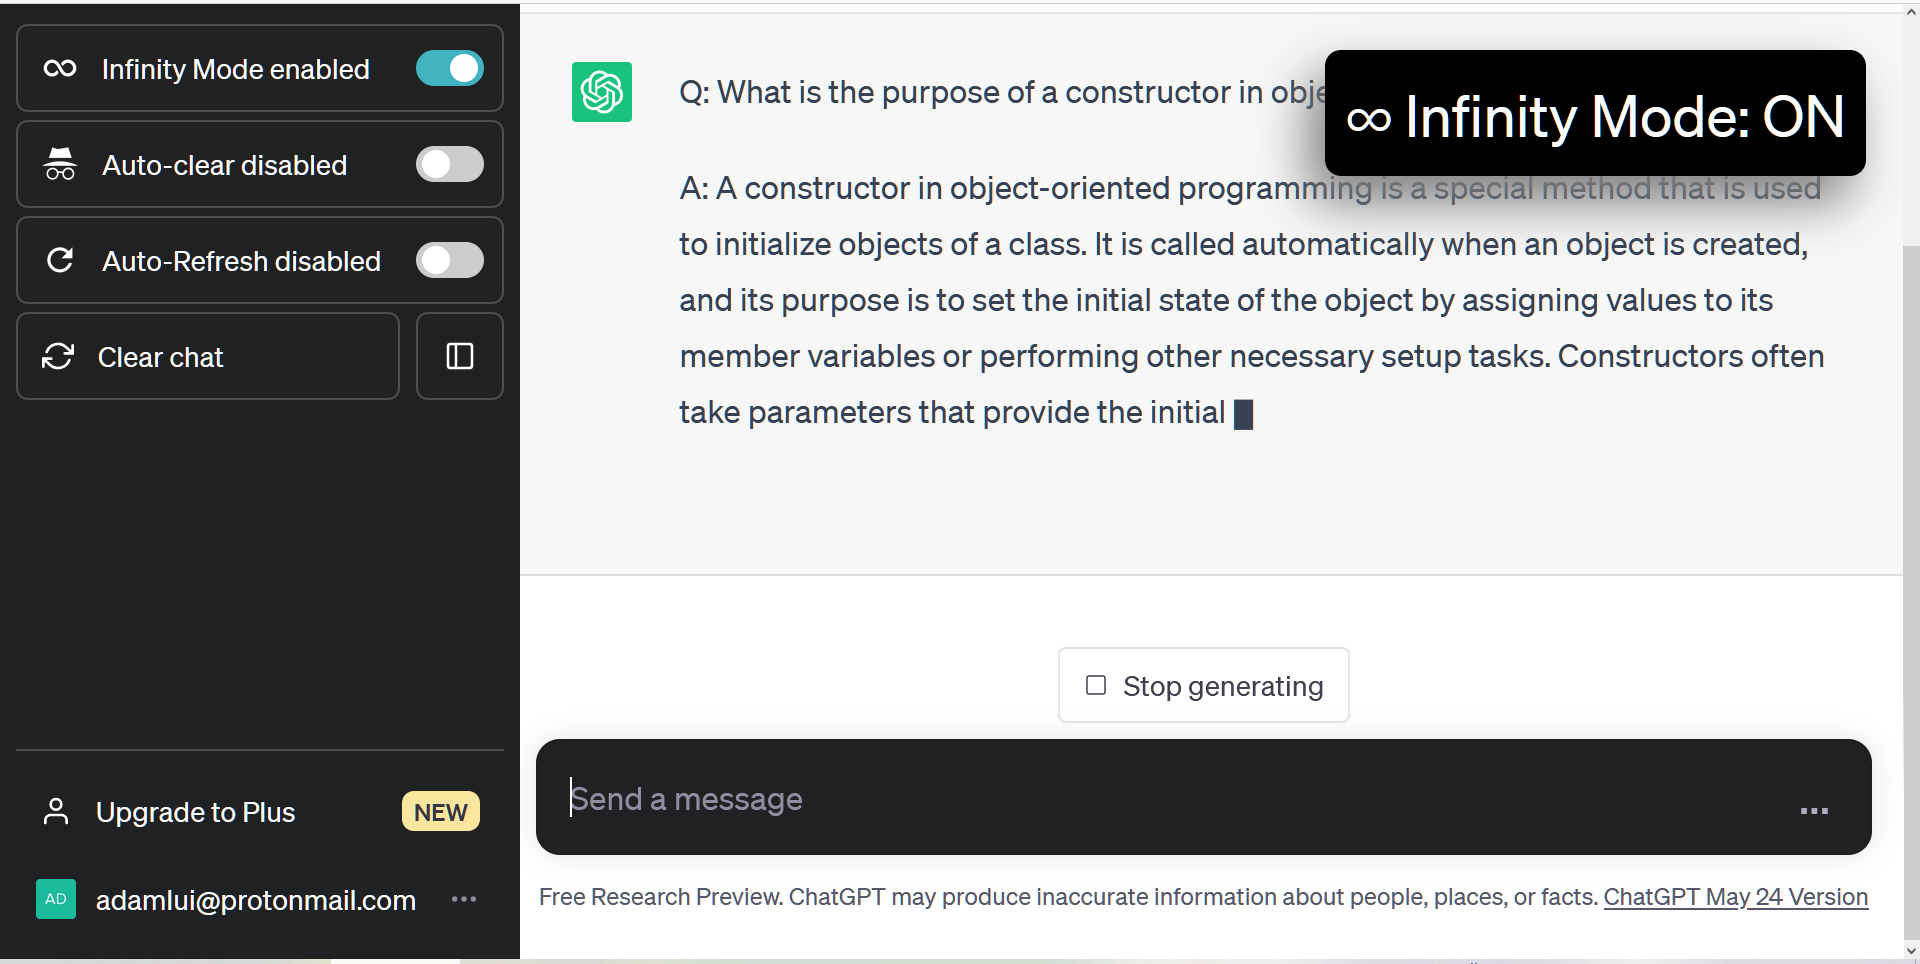 Infinity Mode enabled
Auto-clear disabled
Auto-Refresh disabled
Clear chat
Upgrade to Plus NEW
AD adamlui@protonmail.com
∞ Infinity Mode: ON
Q: What is the purpose of a constructor in obje
A: A constructor in object-oriented programming is a special method that is used
to initialize objects of a class. It is called automatically when an object is created,
and its purpose is to set the initial state of the object by assigning values to its
member variables or performing other necessary setup tasks. Constructors often
take parameters that provide the initial
Stop generating
Send a message
Free Research Preview. ChatGPT may produce inaccurate information about people, places, or facts. ChatGPT May 24 Version